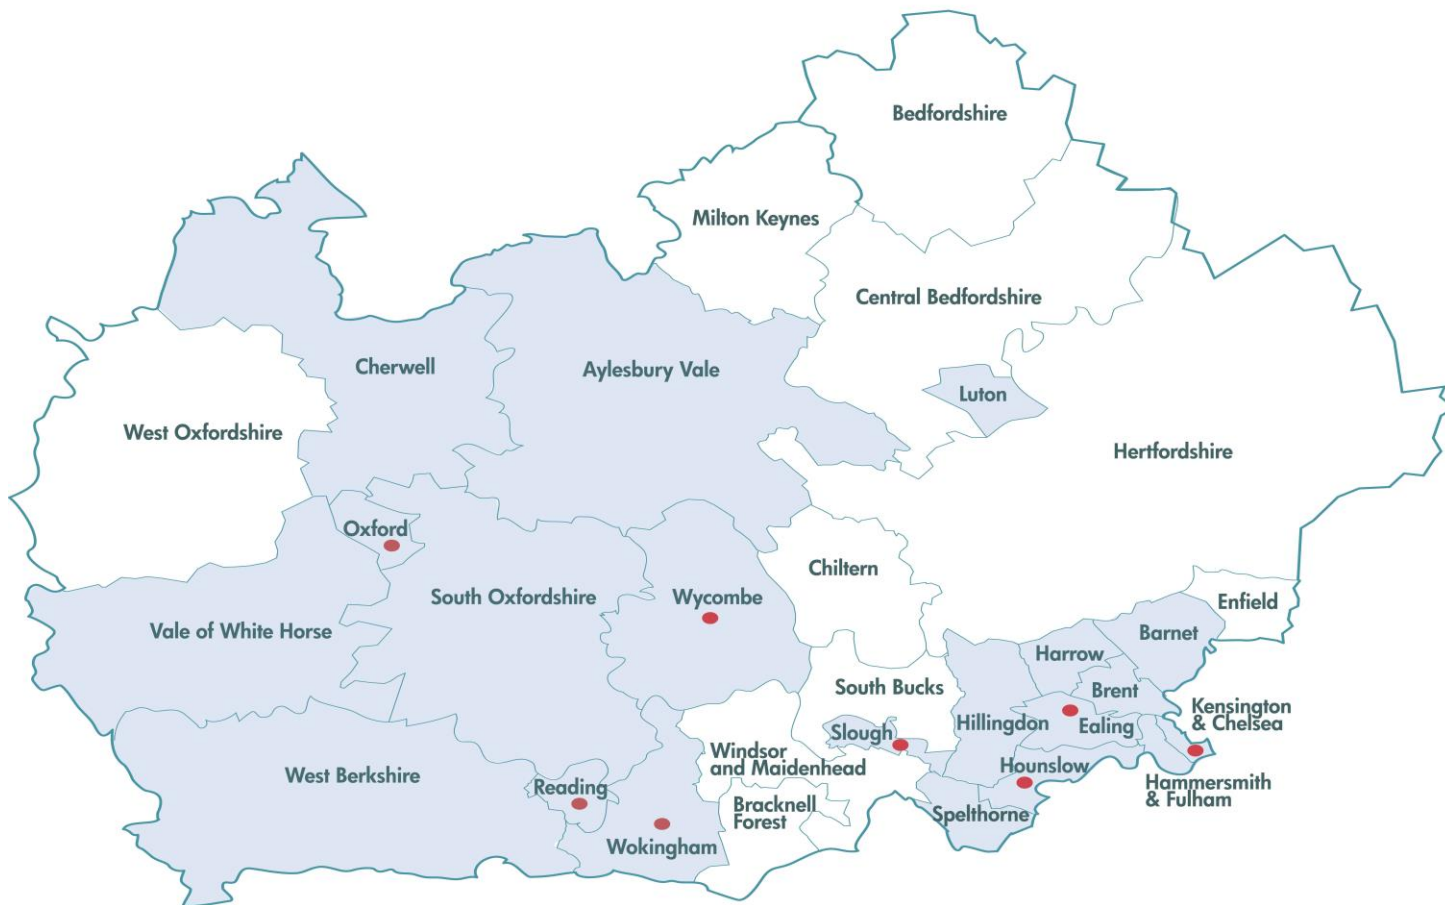 Bedfordshire
Milton Keynes
Central Bedfordshire
Cherwell
Aylesbury Vale
Luton
West Oxfordshire
Hertfordshire
Oxford
Chiltern
South Oxfordshire
Wycombe
Enfield
Vale of White Horse
Barnet
Harrow
South Bucks
Brent
Kensington
& Chelsea
Hillingdon
Ealing
Slough
Windsor
and Maidenhead
Hounslow
West Berkshire
Reading
Hammersmith
& Fulham
Bracknell
Forest
Spelthorne
Wokingham